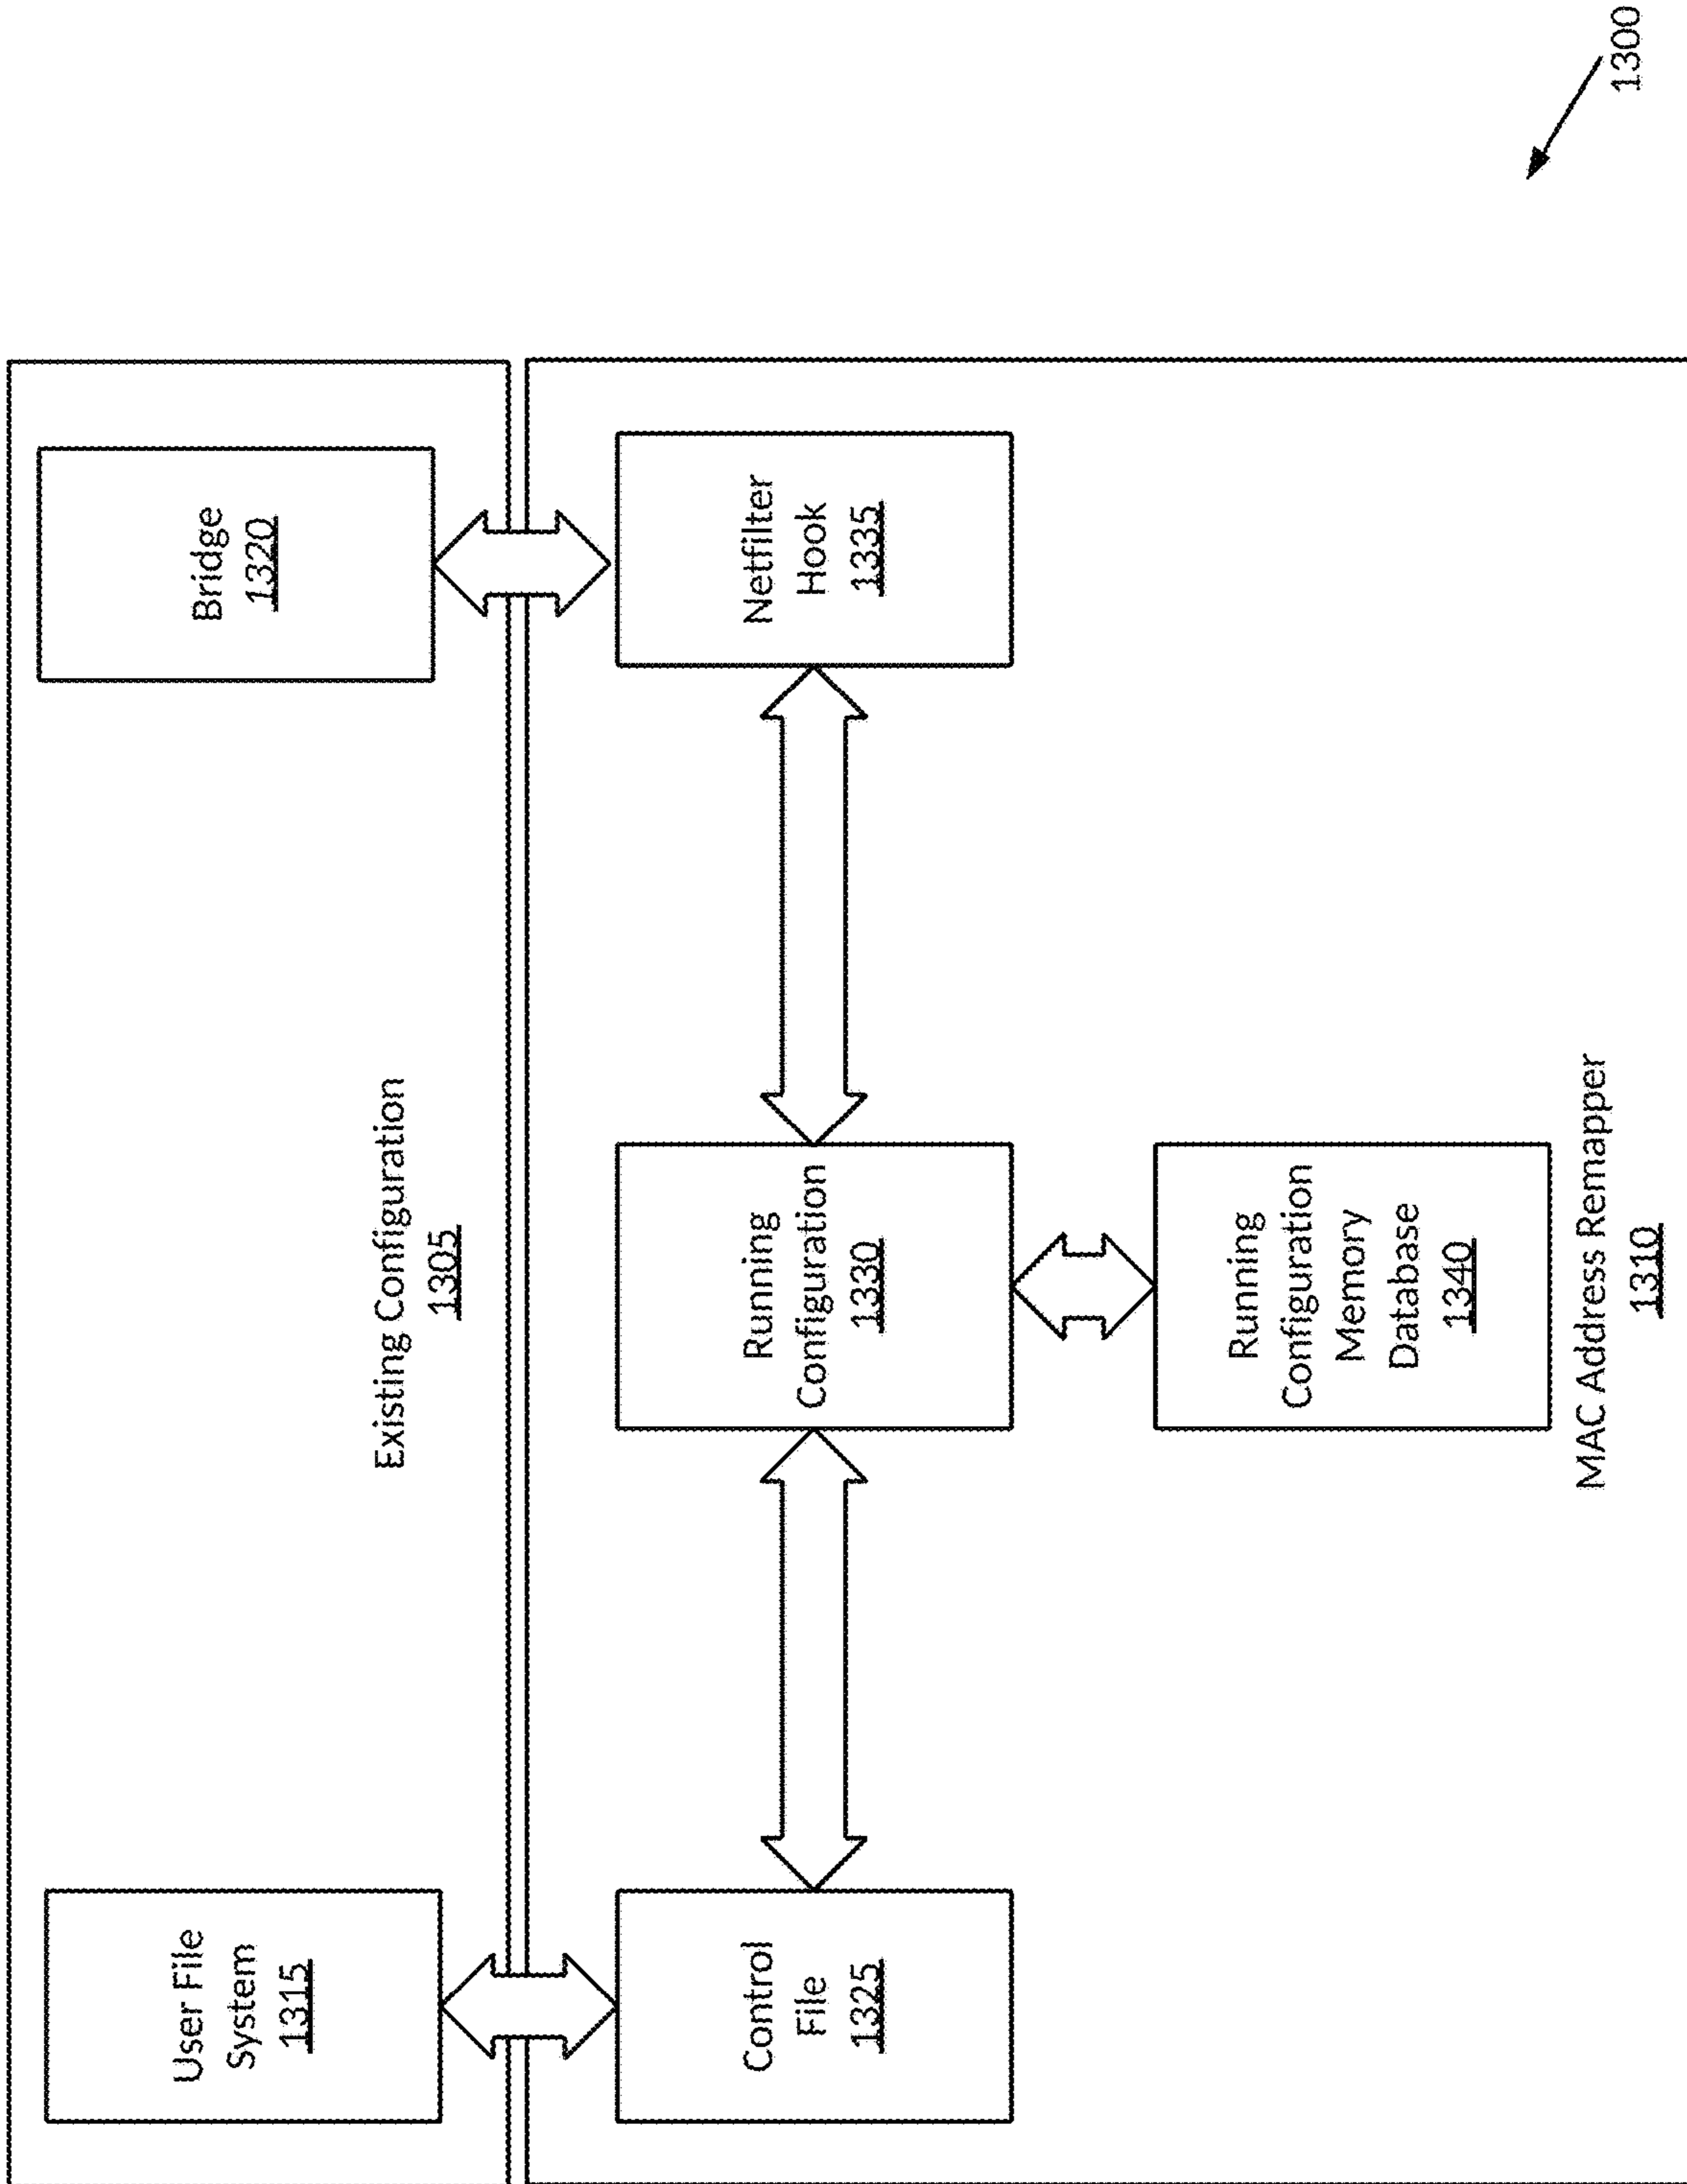 User File
System
1315
Bridge
1320
Existing Configuration
1305
Control
File
1325
Running
Configuration
1330
Netfilter
Hook
1335
Running
Configuration
Memory
Database
1340
MAC Address Remapper
1310
1300